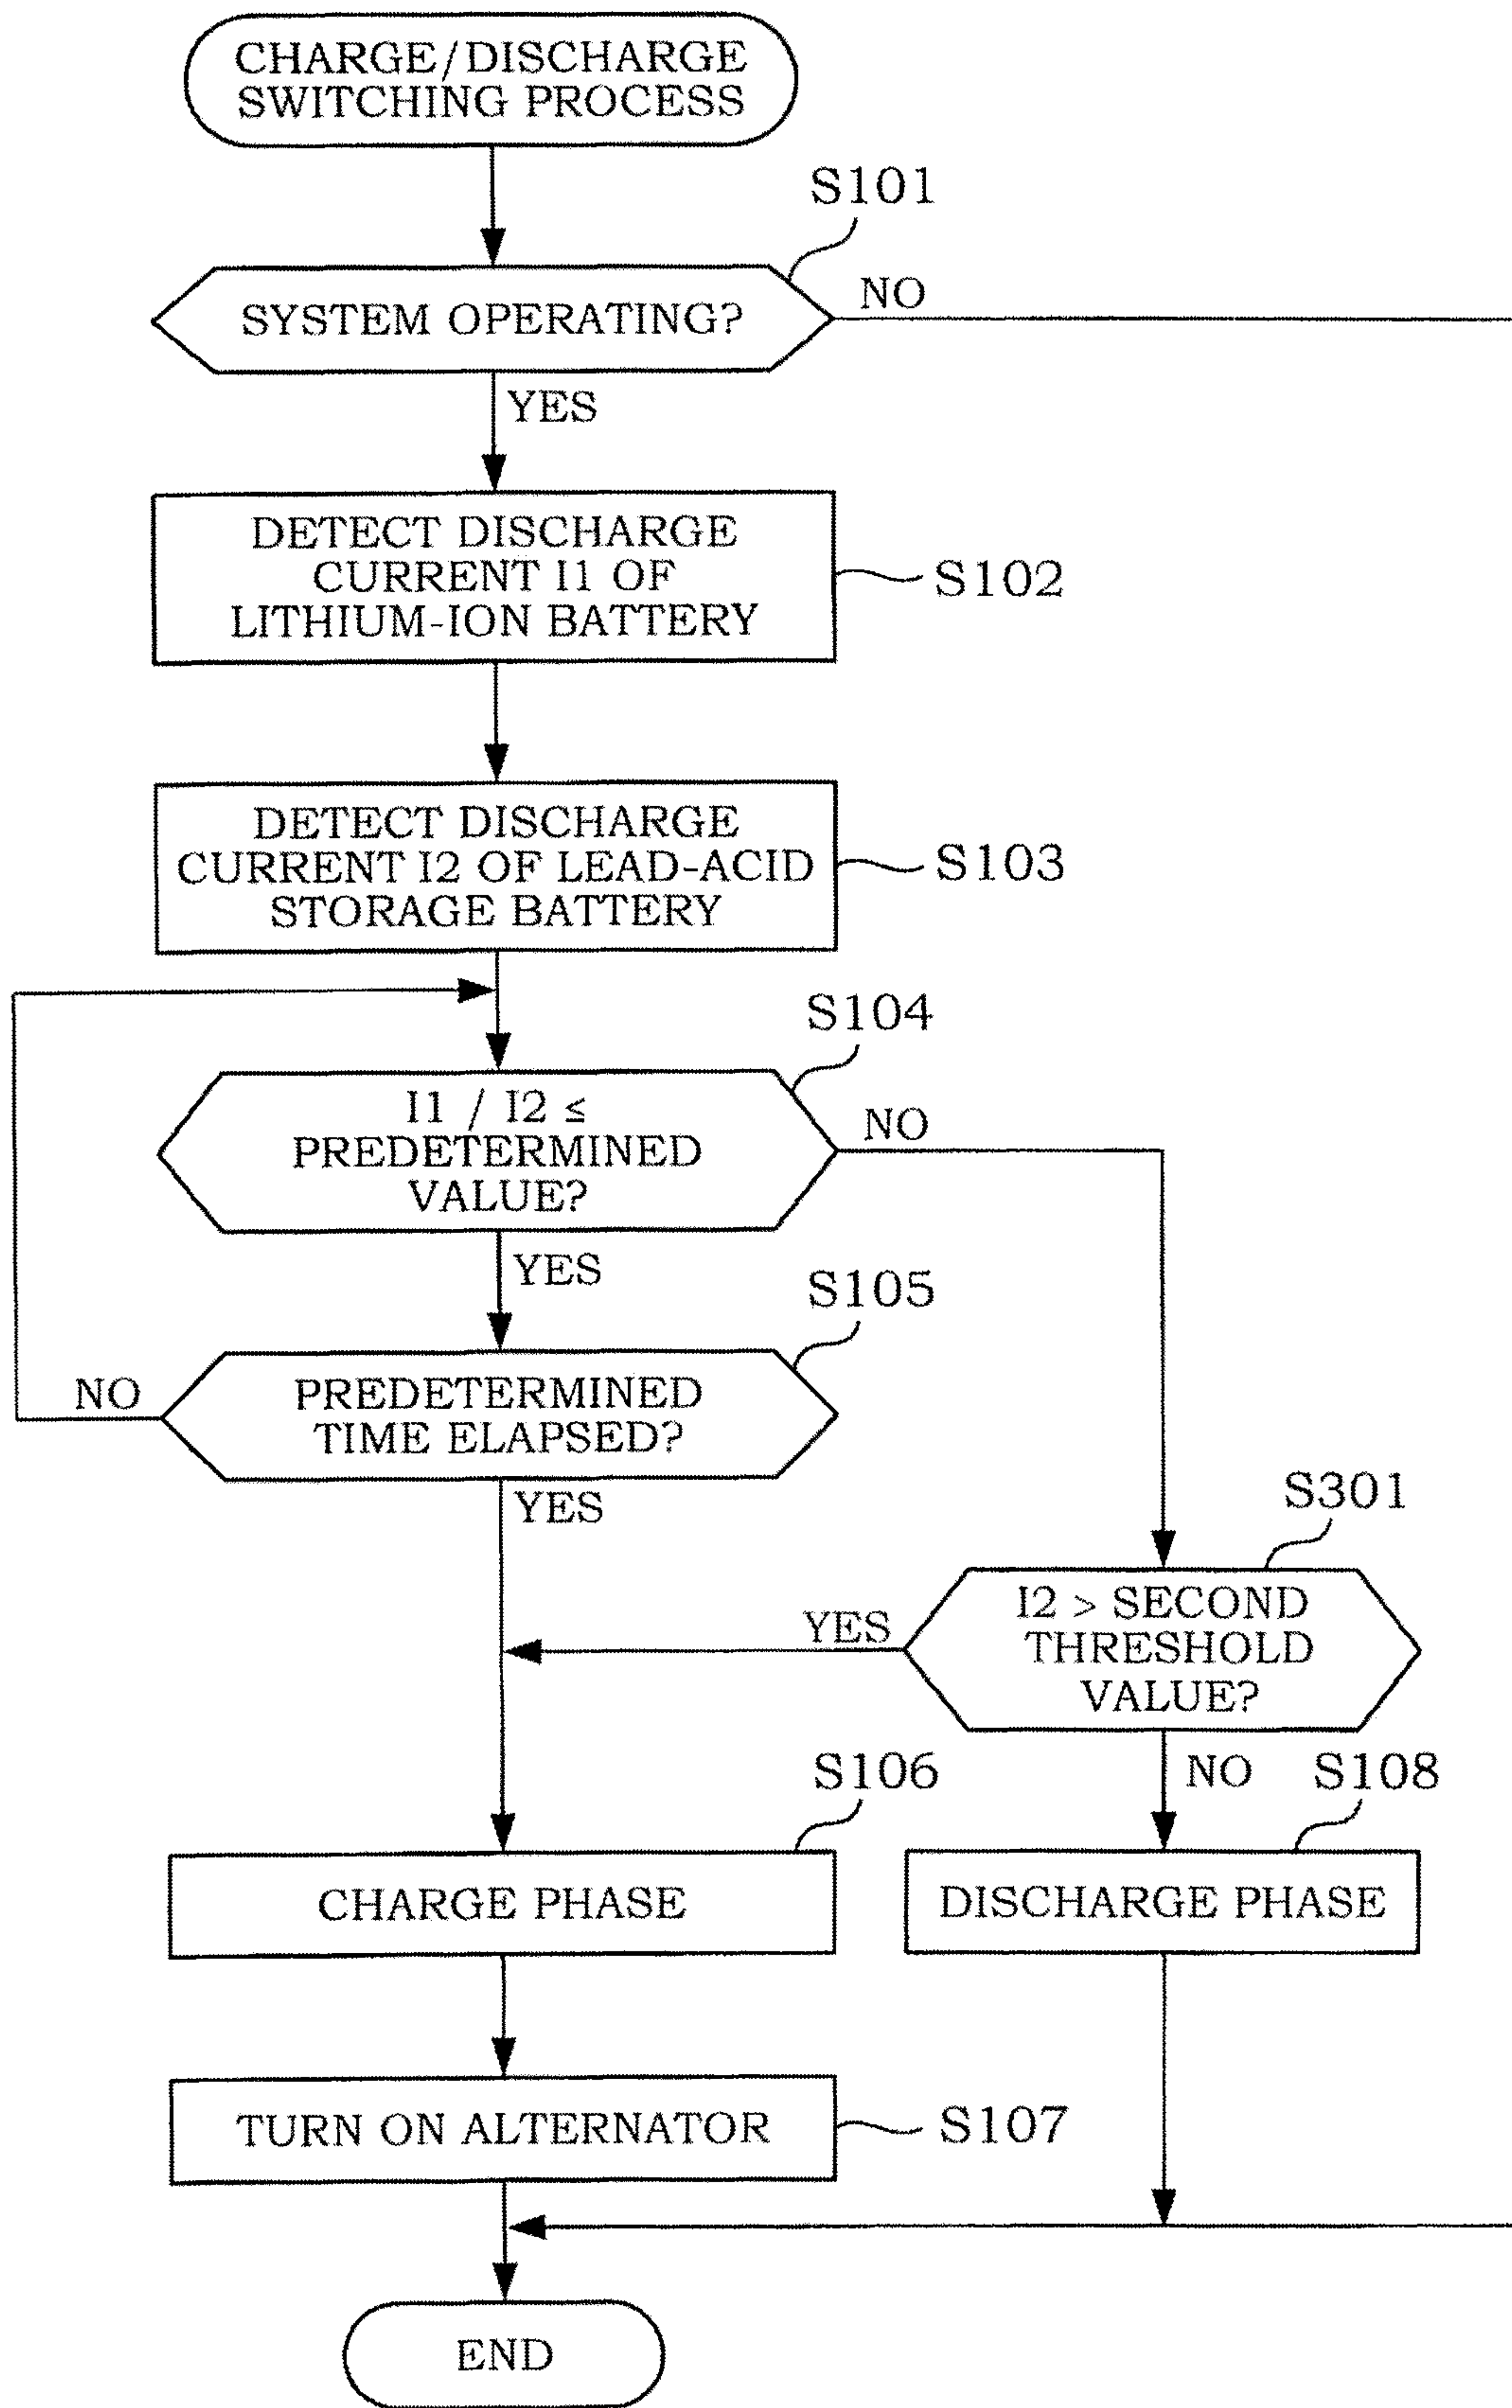 CHARGE/DISCHARGE
SWITCHING PROCESS
S101
SYSTEM OPERATING?
NO
YES
DETECT DISCHARGE
CURRENT I1 OF
LITHIUM-ION BATTERY
S102
DETECT DISCHARGE
CURRENT I2 OF LEAD-ACID
STORAGE BATTERY
S103
S104
I1 / I2 ≤
PREDETERMINED
VALUE?
NO
YES
S105
PREDETERMINED
TIME ELAPSED?
NO
YES
S301
I2 > SECOND
THRESHOLD
VALUE?
YES
NO
S106
S108
CHARGE PHASE
DISCHARGE PHASE
TURN ON ALTERNATOR
S107
END